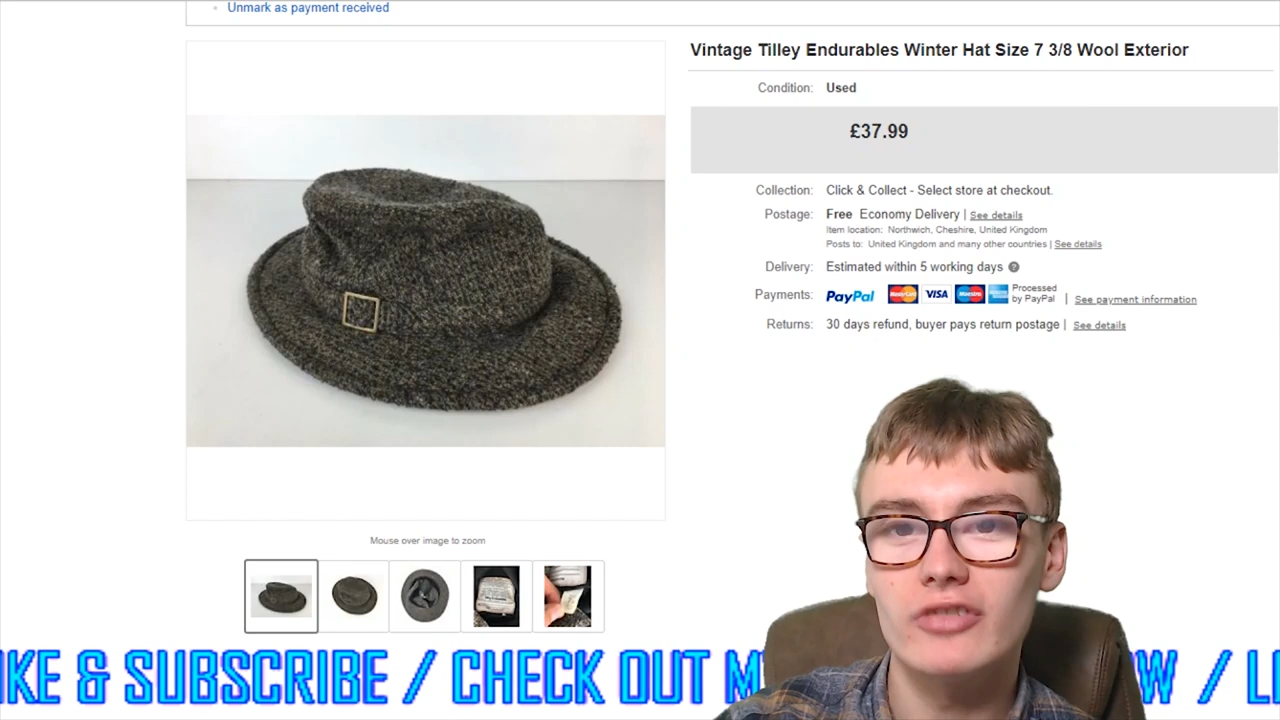 Unmark as payment received
Vintage Tilley Endurables Winter Hat Size 7 3/8 Wool Exterior
Condition: Used
£37.99
Collection: Click & Collect - Select store at checkout.
Postage: Free Economy Delivery | See details
Item location: Northwich, Cheshire, United Kingdom
Posts to: United Kingdom and many other countries | See details
Delivery: Estimated within 5 working days ?
Payments: PayPal MasterCard VISA Maestro Processed by PayPal | See payment information
Returns: 30 days refund, buyer pays return postage | See details
Mouse over image to zoom
KE & SUBSCRIBE / CHECK OUT M W / L